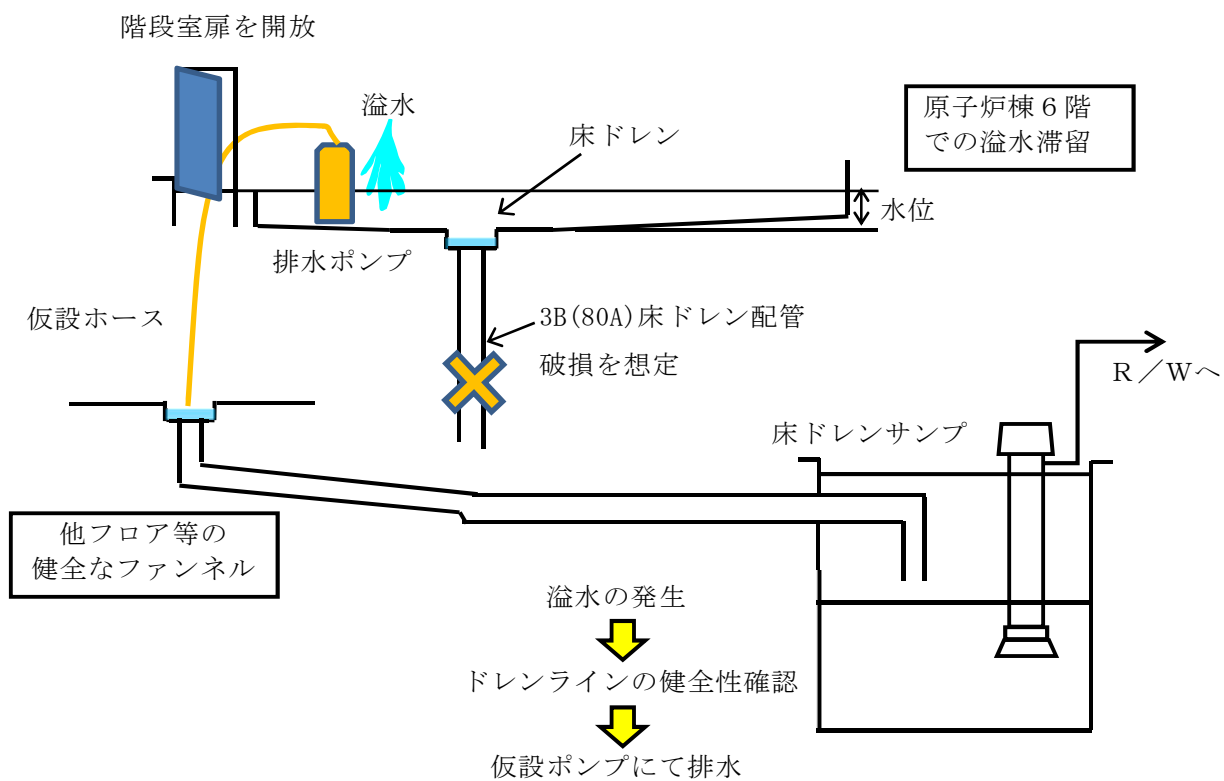 階段室扉を開放
溢水
床ドレン
原子炉棟６階
での溢水滞留
水位
排水ポンプ
仮設ホース
3B(80A)床ドレン配管
破損を想定
Ｒ／Ｗへ
床ドレンサンプ
他フロア等の
健全なファンネル
溢水の発生
ドレンラインの健全性確認
仮設ポンプにて排水